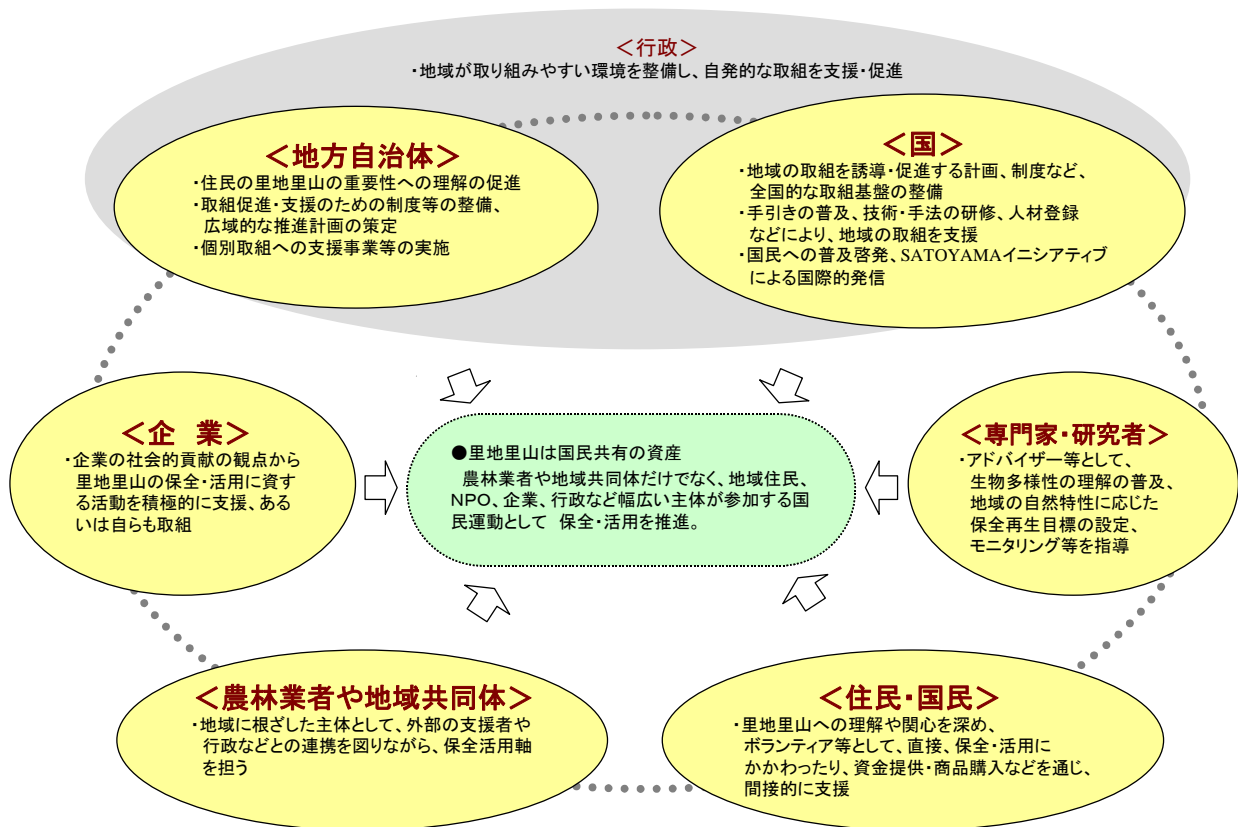 ＜行政＞
・地域が取り組みやすい環境を整備し、自発的な取組を支援・促進
＜地方自治体＞
・住民の里地里山の重要性への理解の促進
・取組促進・支援のための制度等の整備、
広域的な推進計画の策定
・個別取組への支援事業等の実施
＜国＞
・地域の取組を誘導・促進する計画、制度など、
全国的な取組基盤の整備
・手引きの普及、技術・手法の研修、人材登録
などにより、地域の取組を支援
・国民への普及啓発、SATOYAMAイニシアティブ
による国際的発信
＜企　業＞
・企業の社会的貢献の観点から
里地里山の保全・活用に資す
る活動を積極的に支援、ある
いは自らも取組
●里地里山は国民共有の資産
農林業者や地域共同体だけでなく、地域住民、
NPO、企業、行政など幅広い主体が参加する国
民運動として　保全・活用を推進。
＜専門家・研究者＞
・アドバイザー等として、
生物多様性の理解の普及、
地域の自然特性に応じた
保全再生目標の設定、
モニタリング等を指導
＜農林業者や地域共同体＞
・地域に根ざした主体として、外部の支援者や
行政などとの連携を図りながら、保全活用軸
を担う
＜住民・国民＞
・里地里山への理解や関心を深め、
ボランティア等として、直接、保全・活用に
かかわったり、資金提供・商品購入などを通じ、
間接的に支援